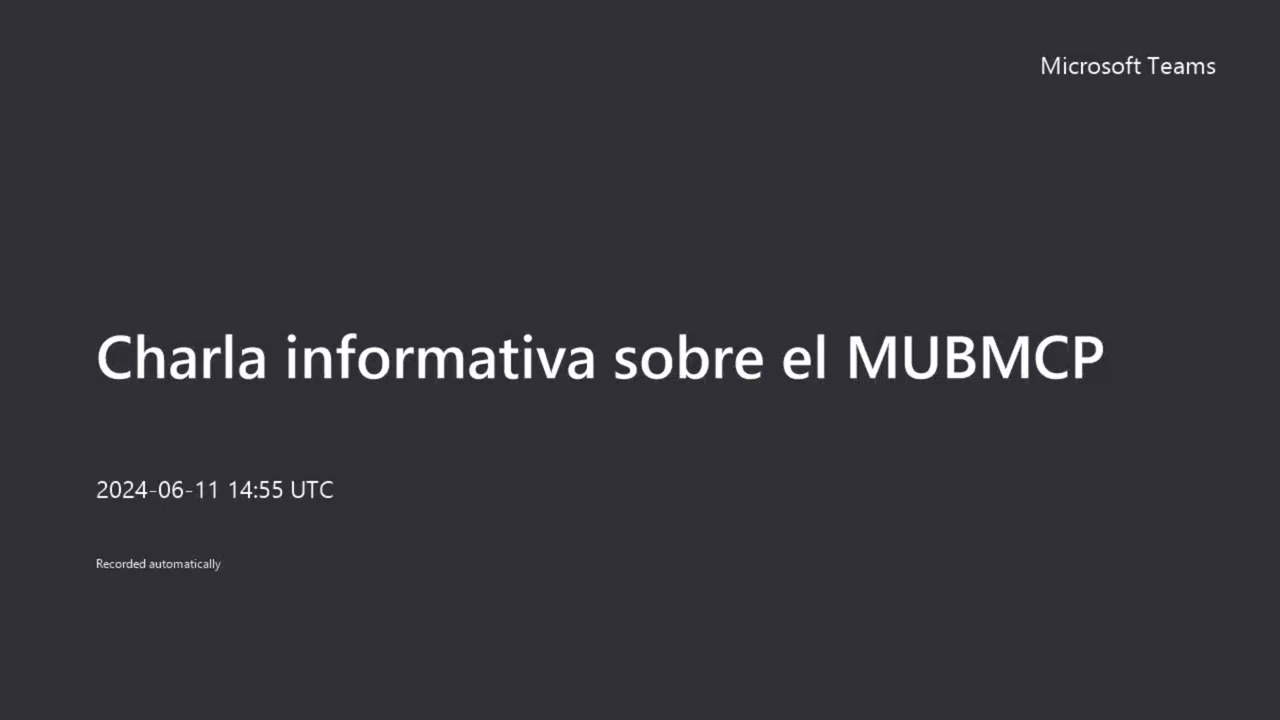 Microsoft Teams
Charla informativa sobre el MUBMCP
2024-06-11 14:55 UTC
Recorded automatically